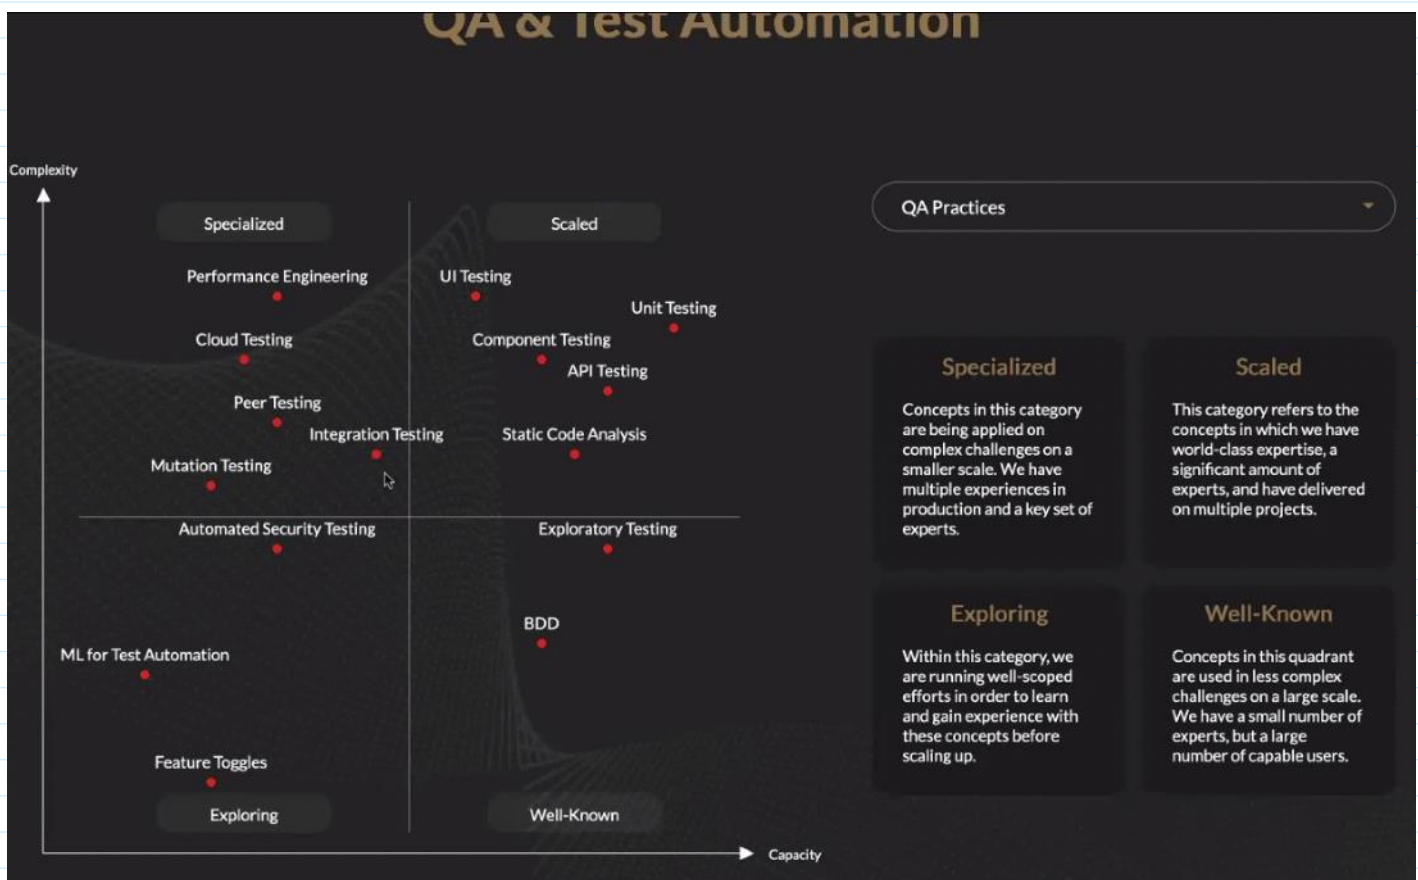 QA & Test Automation
Complexity
Specialized
Scaled
QA Practices
Performance Engineering
UI Testing
Unit Testing
Cloud Testing
Component Testing
API Testing
Peer Testing
Integration Testing
Static Code Analysis
Mutation Testing
Automated Security Testing
Exploratory Testing
BDD
ML for Test Automation
Feature Toggles
Exploring
Well-Known
Capacity
Specialized
Concepts in this category
are being applied on
complex challenges on a
smaller scale. We have
multiple experiences in
production and a key set of
experts.
Scaled
This category refers to the
concepts in which we have
world-class expertise, a
significant amount of
experts, and have delivered
on multiple projects.
Exploring
Within this category, we
are running well-scoped
efforts in order to learn
and gain experience with
these concepts before
scaling up.
Well-Known
Concepts in this quadrant
are used in less complex
challenges on a large scale.
We have a small number of
experts, but a large
number of capable users.